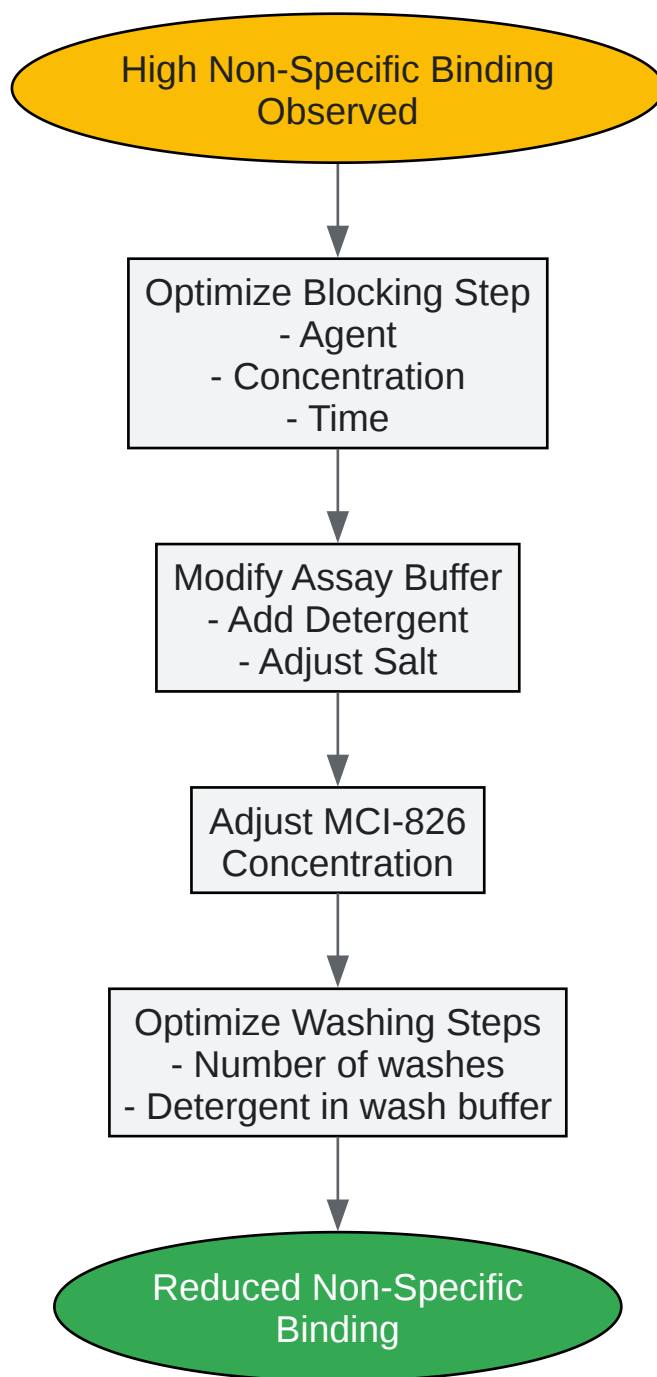 High Non-Specific Binding
Observed
Optimize Blocking Step
- Agent
- Concentration
- Time
Modify Assay Buffer
- Add Detergent
- Adjust Salt
Adjust MCI-826
Concentration
Optimize Washing Steps
- Number of washes
- Detergent in wash buffer
Reduced Non-Specific
Binding